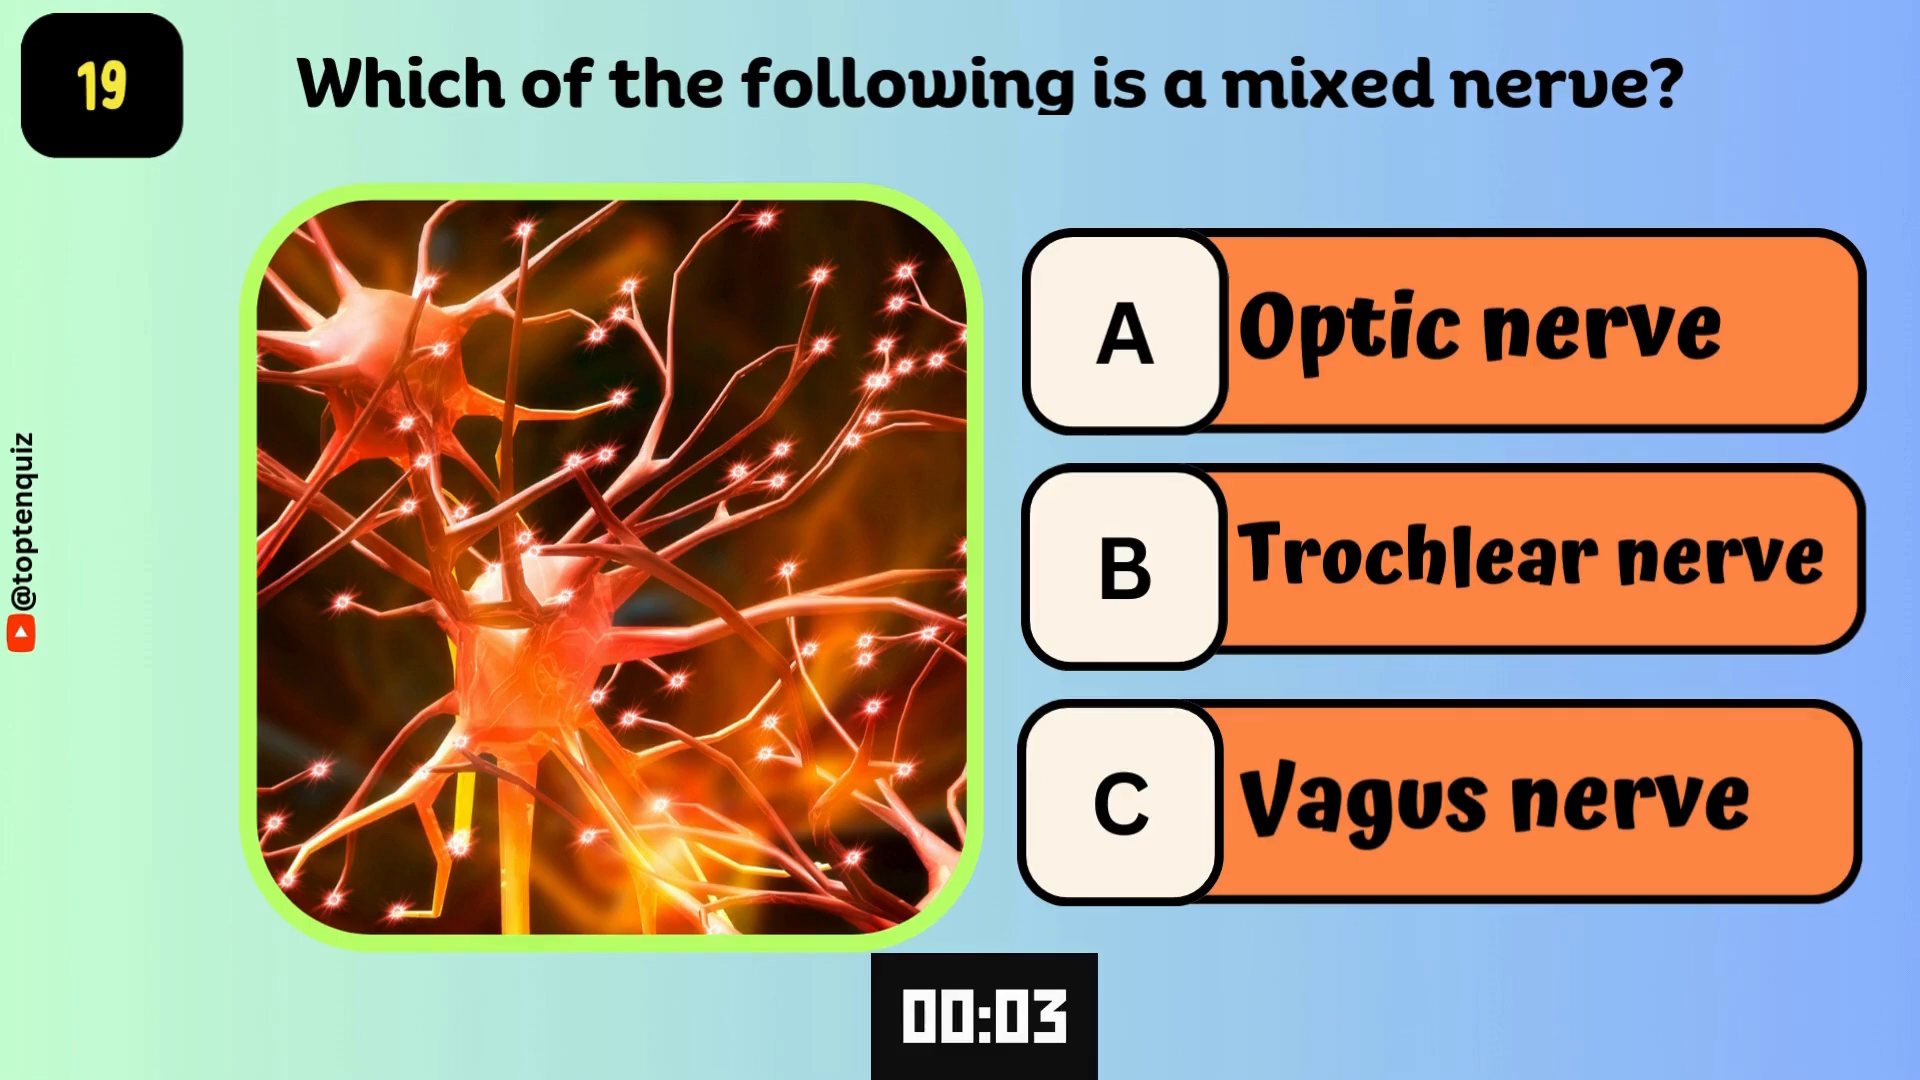 19
Which of the following is a mixed nerve?
@toptenquiz
A
Optic nerve
B
Trochlear nerve
C
Vagus nerve
00:03